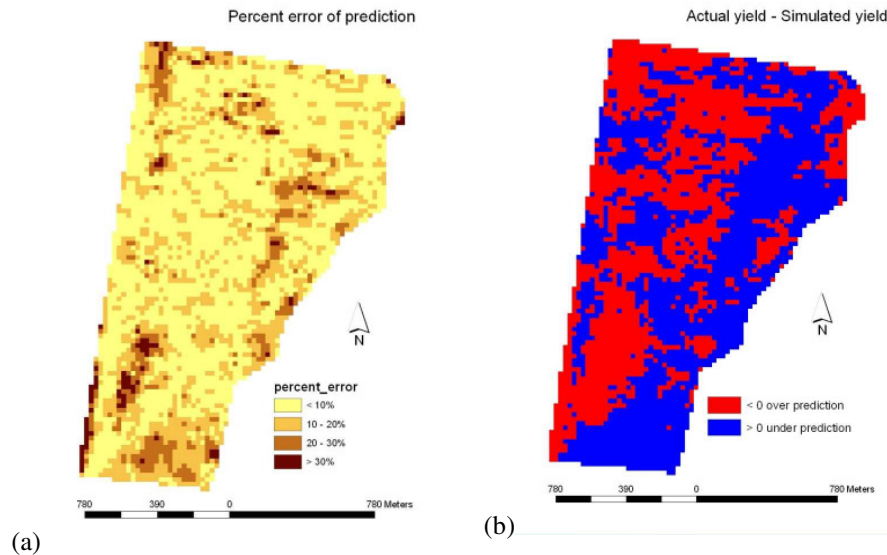 Percent error of prediction
N
percent_error
< 10%
10 - 20%
20 - 30%
> 30%
780 390 0 780 Meters
(a)
Actual yield - Simulated yield
N
< 0 over prediction
> 0 under prediction
780 390 0 780 Meters
(b)